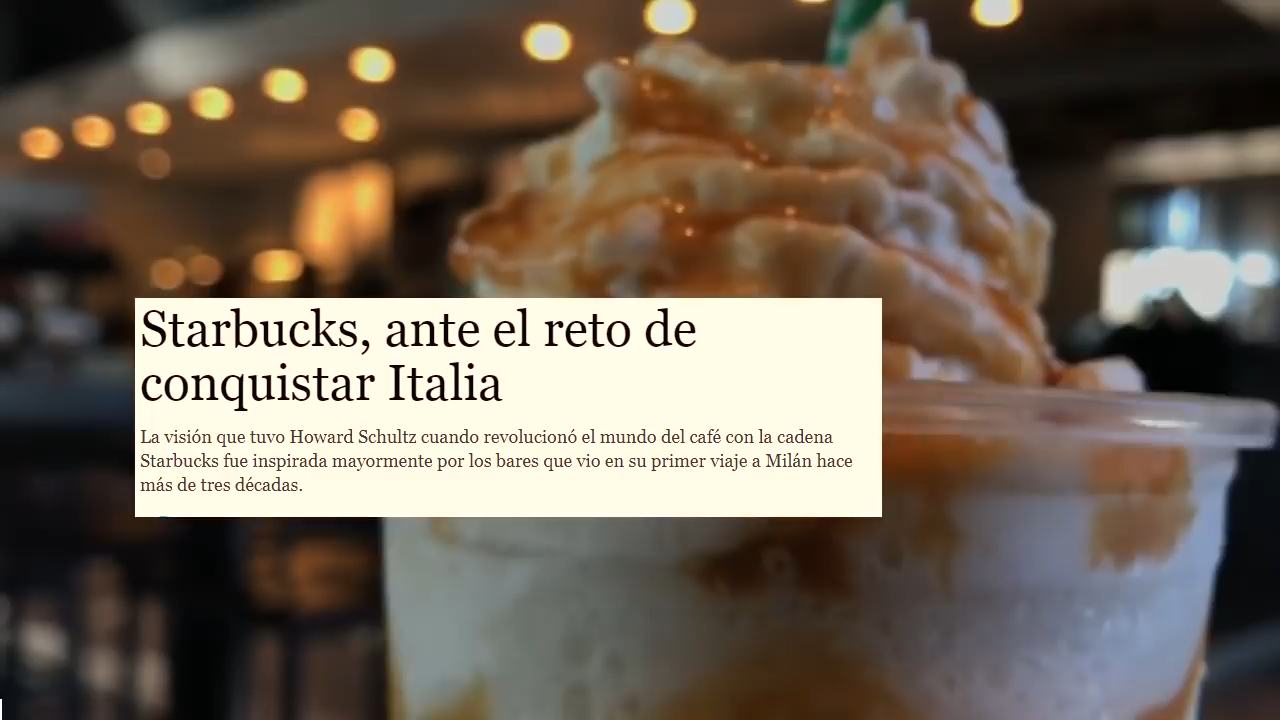 Starbucks, ante el reto de
conquistar Italia
La visión que tuvo Howard Schultz cuando revolucionó el mundo del café con la cadena
Starbucks fue inspirada mayormente por los bares que vio en su primer viaje a Milán hace
más de tres décadas.